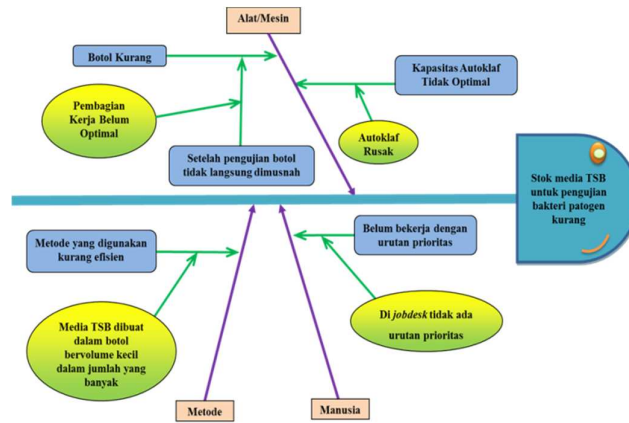 Alat/Mesin
Botol Kurang
Kapasitas Autoklaf
Tidak Optimal
Pembagian
Kerja Belum
Optimal
Autoklaf
Rusak
Setelah pengujian botol
tidak langsung dimusnah
Stok media TSB
untuk pengujian
bakteri patogen
kurang
Metode yang digunakan
kurang efisien
Belum bekerja dengan
urutan prioritas
Media TSB dibuat
dalam botol
bervolume kecil
dalam jumlah yang
banyak
Di jobdesk tidak ada
urutan prioritas
Metode
Manusia